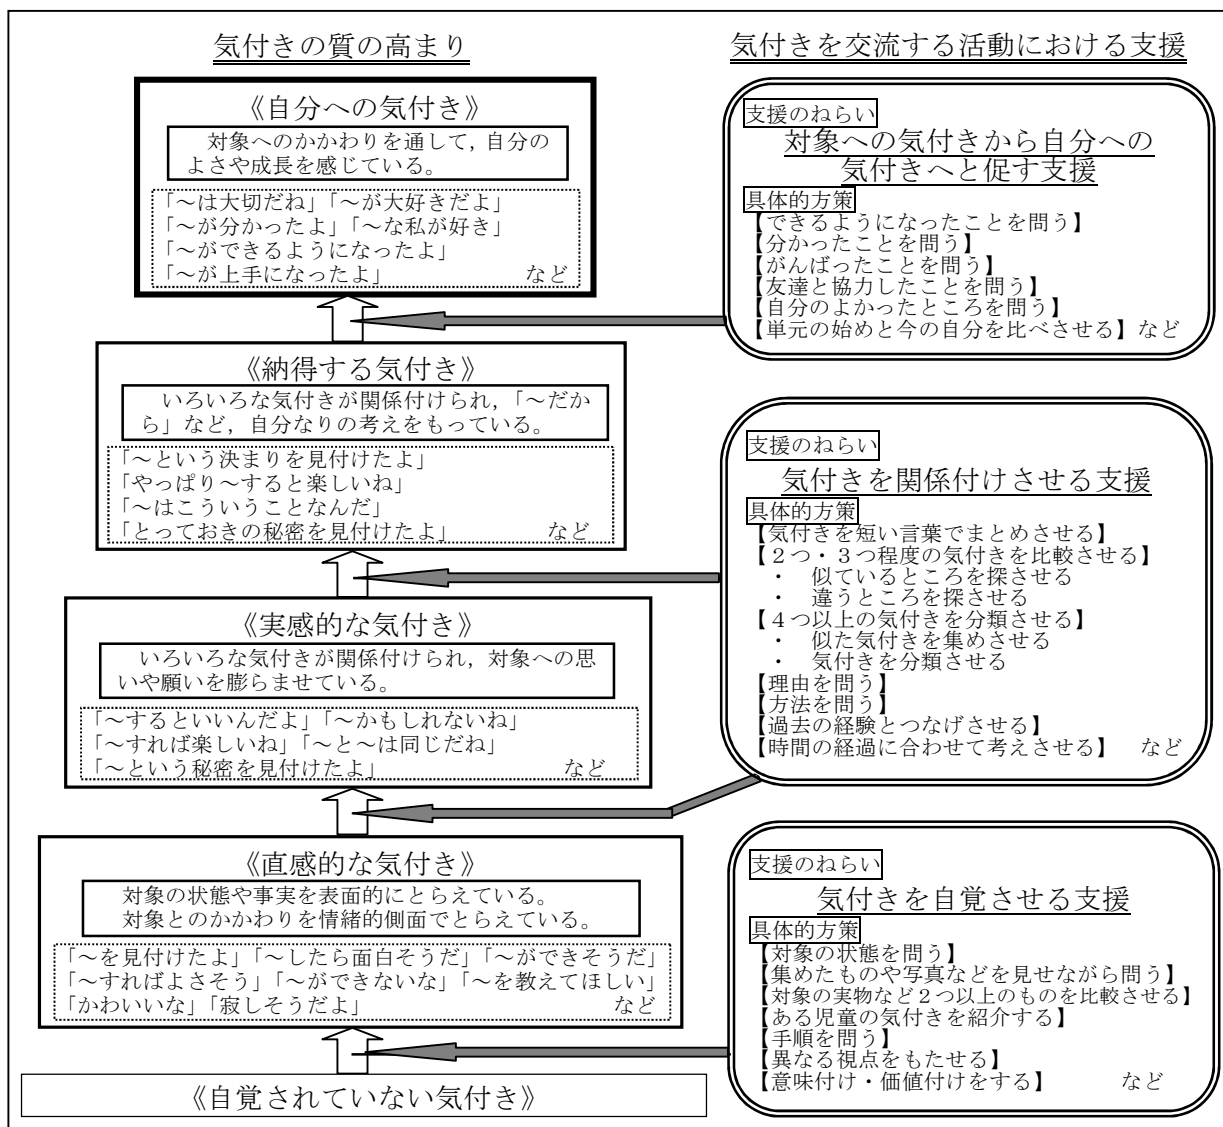 気付きの質の高まり
《自分への気付き》
対象へのかかわりを通して，自分の
よさや成長を感じている。
「～は大切だね」「～が大好きだよ」
「～が分かったよ」「～な私が好き」
「～ができるようになったよ」
「～が上手になったよ」 など
《納得する気付き》
いろいろな気付きが関係付けられ，「～だか
ら」など，自分なりの考えをもっている。
「～という決まりを見付けたよ」
「やっぱり～すると楽しいね」
「～はこういうことなんだ」
「とっておきの秘密を見付けたよ」 など
《実感的な気付き》
いろいろな気付きが関係付けられ，対象への思
いや願いを膨らませている。
「～するといいんだよ」「～かもしれないね」
「～すれば楽しいね」「～と～は同じだね」
「～という秘密を見付けたよ」 など
《直感的な気付き》
対象の状態や事実を表面的にとらえている。
対象とのかかわりを情緒的側面でとらえている。
「～を見付けたよ」「～したら面白そうだ」「～ができそうだ」
「～すればよさそう」「～ができないな」「～を教えてほしい」
「かわいいな」「寂しそうだよ」 など
《自覚されていない気付き》
気付きを交流する活動における支援
支援のねらい
対象への気付きから自分への
気付きへと促す支援
具体的方策
【できるようになったことを問う】
【分かったことを問う】
【がんばったことを問う】
【友達と協力したことを問う】
【自分のよかったところを問う】
【単元の始めと今の自分を比べさせる】など
支援のねらい
気付きを関係付けさせる支援
具体的方策
【気付きを短い言葉でまとめさせる】
【２つ・３つ程度の気付きを比較させる】
・ 似ているところを探させる
・ 違うところを探させる
【４つ以上の気付きを分類させる】
・ 似た気付きを集めさせる
・ 気付きを分類させる
【理由を問う】
【方法を問う】
【過去の経験とつなげさせる】
【時間の経過に合わせて考えさせる】 など
支援のねらい
気付きを自覚させる支援
具体的方策
【対象の状態を問う】
【集めたものや写真などを見せながら問う】
【対象の実物など２つ以上のものを比較させる】
【ある児童の気付きを紹介する】
【手順を問う】
【異なる視点をもたせる】
【意味付け・価値付けをする】 など